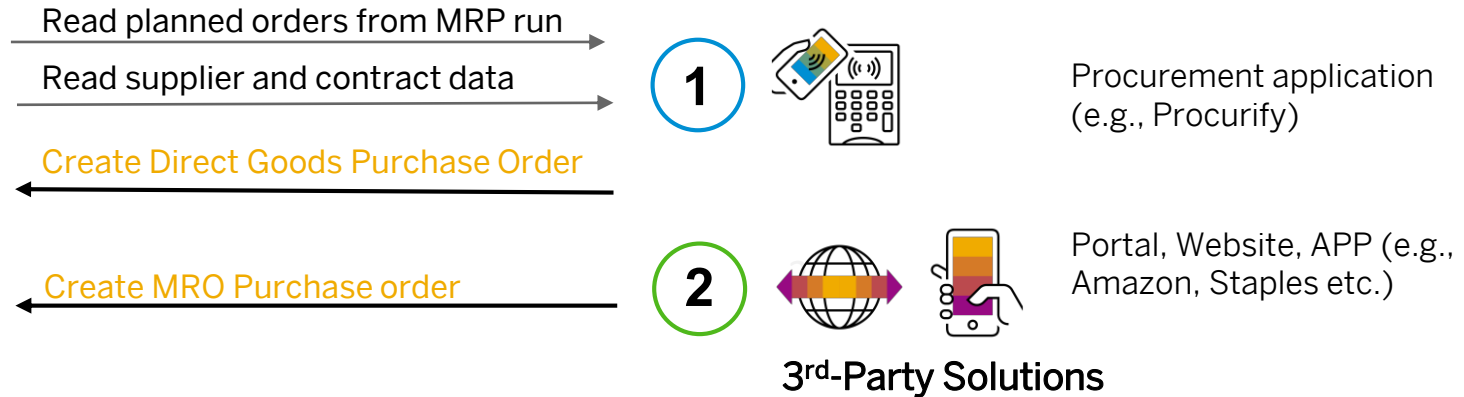 Read planned orders from MRP run
Read supplier and contract data
Create Direct Goods Purchase Order
1
Procurement application
(e.g., Procurify)
Create MRO Purchase order
2
Portal, Website, APP (e.g.,
Amazon, Staples etc.)
3rd-Party Solutions